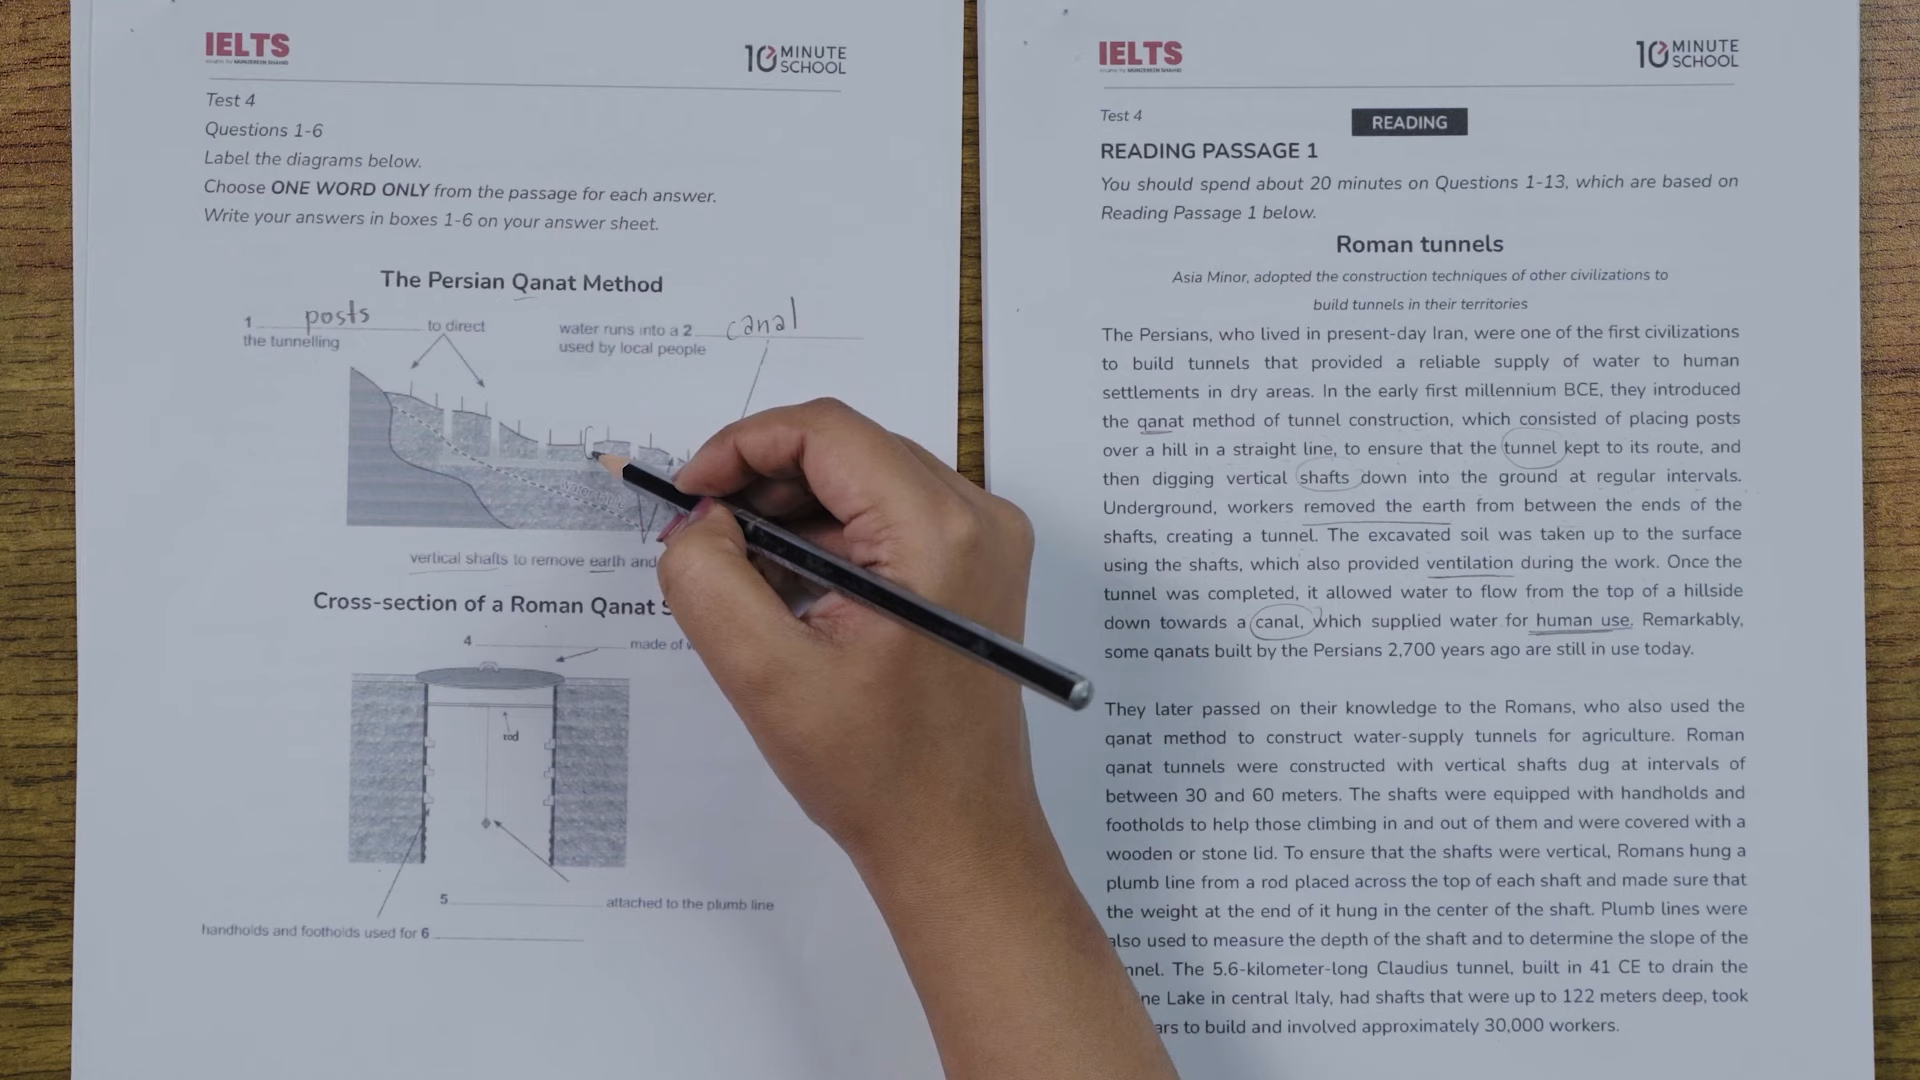 IELTS
10 MINUTE SCHOOL
Test 4
Questions 1-6
Label the diagrams below.
Choose ONE WORD ONLY from the passage for each answer.
Write your answers in boxes 1-6 on your answer sheet.
The Persian Qanat Method
1 posts to direct
the tunnelling
water runs into a 2 canal
used by local people
vertical shafts to remove earth and
Cross-section of a Roman Qanat
4 made of
rod
5 attached to the plumb line
handholds and footholds used for 6
IELTS
10 MINUTE SCHOOL
Test 4
READING
READING PASSAGE 1
You should spend about 20 minutes on Questions 1-13, which are based on
Reading Passage 1 below.
Roman tunnels
Asia Minor, adopted the construction techniques of other civilizations to
build tunnels in their territories
The Persians, who lived in present-day Iran, were one of the first civilizations
to build tunnels that provided a reliable supply of water to human
settlements in dry areas. In the early first millennium BCE, they introduced
the qanat method of tunnel construction, which consisted of placing posts
over a hill in a straight line, to ensure that the tunnel kept to its route, and
then digging vertical shafts down into the ground at regular intervals.
Underground, workers removed the earth from between the ends of the
shafts, creating a tunnel. The excavated soil was taken up to the surface
using the shafts, which also provided ventilation during the work. Once the
tunnel was completed, it allowed water to flow from the top of a hillside
down towards a canal, which supplied water for human use. Remarkably,
some qanats built by the Persians 2,700 years ago are still in use today.
They later passed on their knowledge to the Romans, who also used the
qanat method to construct water-supply tunnels for agriculture. Roman
qanat tunnels were constructed with vertical shafts dug at intervals of
between 30 and 60 meters. The shafts were equipped with handholds and
footholds to help those climbing in and out of them and were covered with a
wooden or stone lid. To ensure that the shafts were vertical, Romans hung a
plumb line from a rod placed across the top of each shaft and made sure that
the weight at the end of it hung in the center of the shaft. Plumb lines were
also used to measure the depth of the shaft and to determine the slope of the
nnel. The 5.6-kilometer-long Claudius tunnel, built in 41 CE to drain the
ne Lake in central Italy, had shafts that were up to 122 meters deep, took
ars to build and involved approximately 30,000 workers.